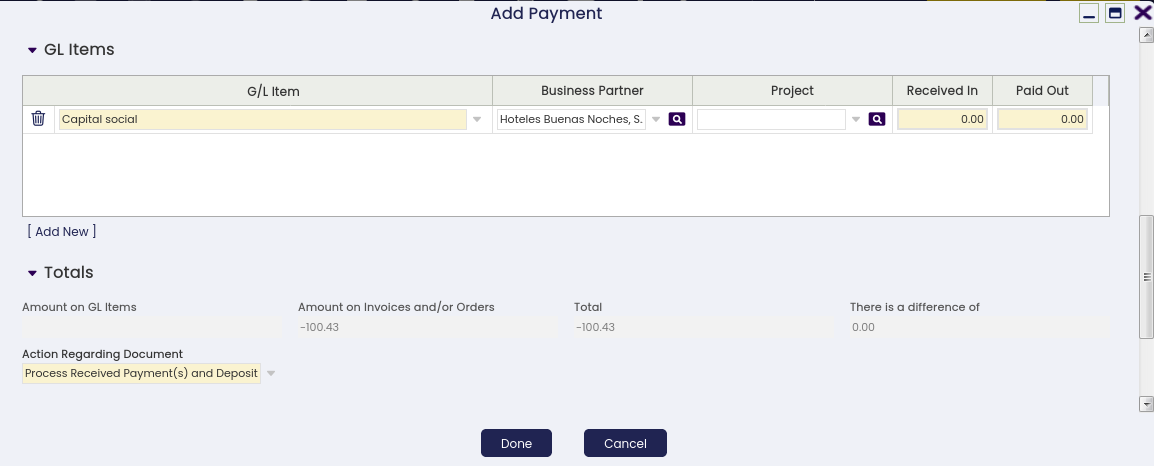 Add Payment
GL Items
G/L Item Business Partner Project Received In Paid Out
Capital social Hoteles Buenas Noches, S. 0.00 0.00
[ Add New ]
Totals
Amount on GL Items Amount on Invoices and/or Orders Total There is a difference of
-100.43 -100.43 0.00
Action Regarding Document
Process Received Payment(s) and Deposit
Done Cancel